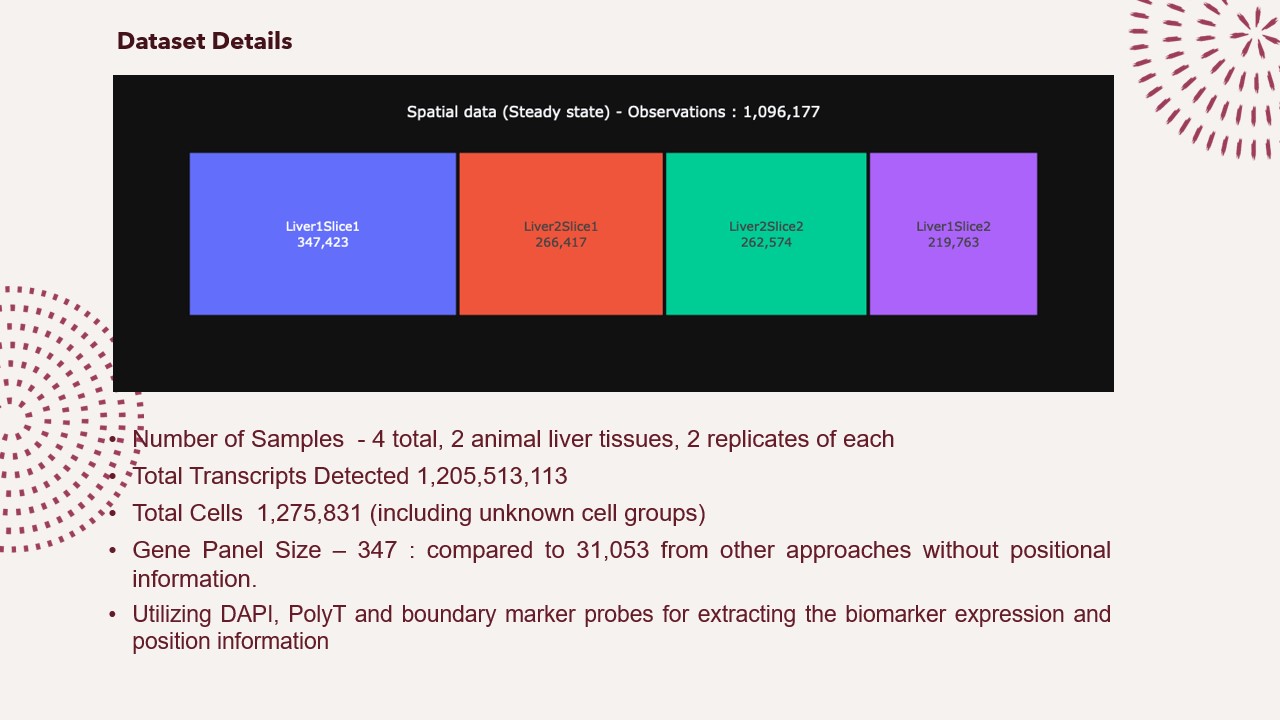 Dataset Details
Spatial data (Steady state) - Observations : 1,096,177
Liver1Slice1
347,423
Liver2Slice1
266,417
Liver2Slice2
262,574
Liver1Slice2
219,763
• Number of Samples  - 4 total, 2 animal liver tissues, 2 replicates of each
• Total Transcripts Detected 1,205,513,113
• Total Cells  1,275,831 (including unknown cell groups)
• Gene Panel Size – 347 : compared to 31,053 from other approaches without positional
information.
• Utilizing DAPI, PolyT and boundary marker probes for extracting the biomarker expression and
position information